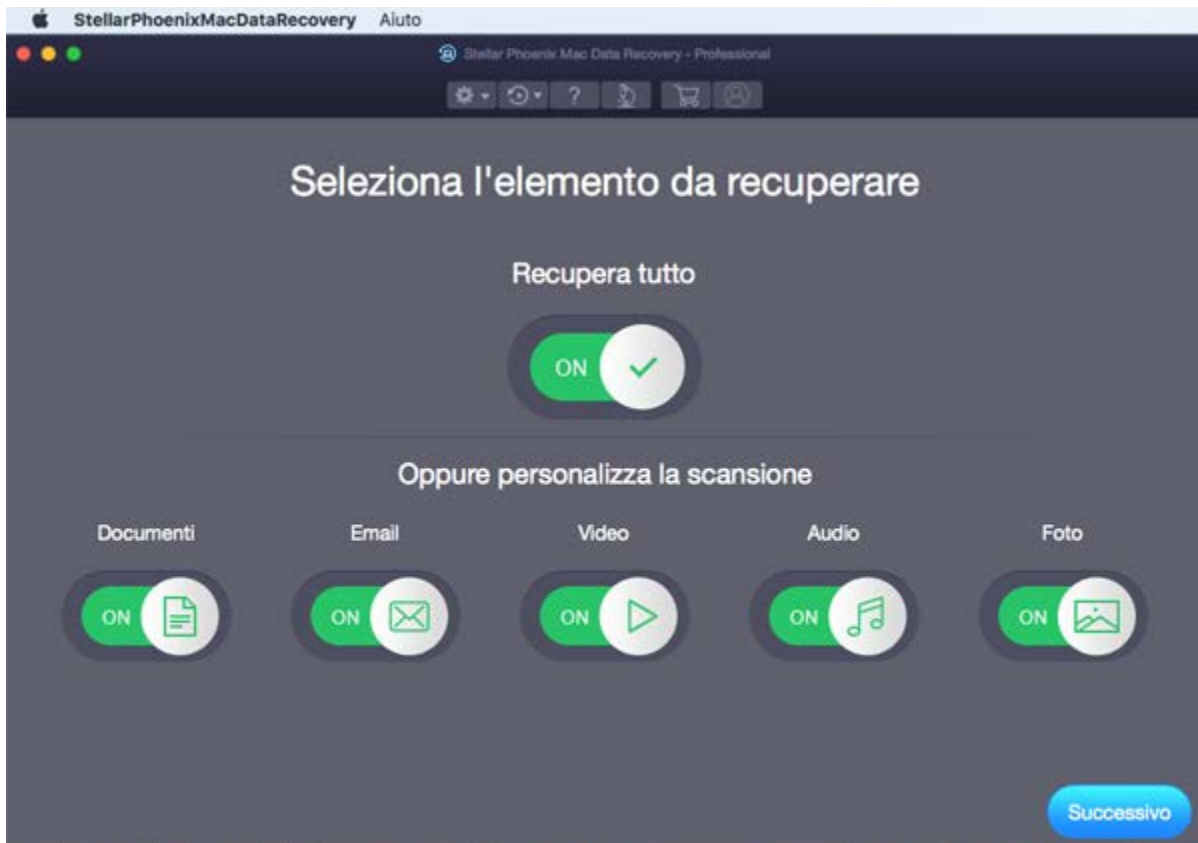 StellarPhoenixMacDataRecovery Aiuto
Stellar Phoenix Mac Data Recovery - Professional
?
Seleziona l'elemento da recuperare
Recupera tutto
ON
Oppure personalizza la scansione
Documenti Email Video Audio Foto
ON ON ON ON ON
Successivo